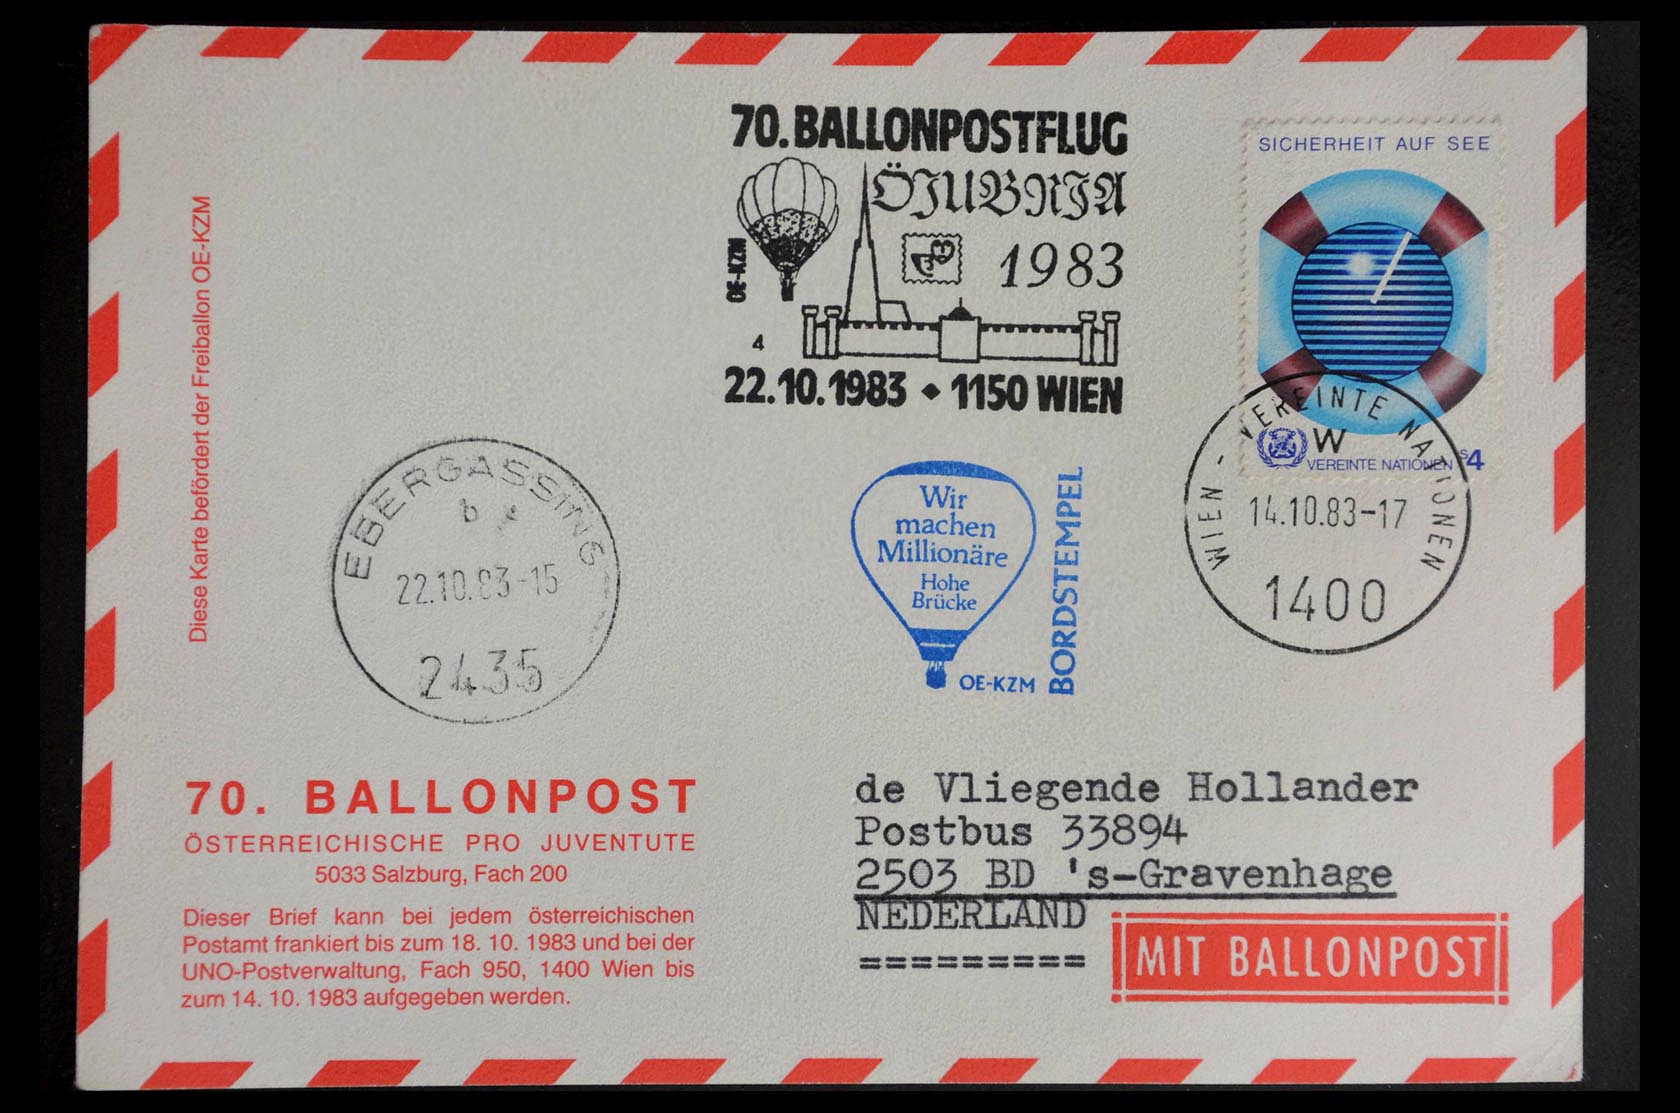 70. BALLONPOSTFLUG
ÖJUBRIA
1983
OE-KZM
4
22.10.1983 ◆ 1150 WIEN
SICHERHEIT AUF SEE
W
VEREINTE NATIONEN S4
WIEN - VEREINTE NATIONEN
14.10.83-17
1400
Diese Karte befördert der Freiballon OE-KZM
EBERGASSING
b
22.10.83-15
2435
Wir
machen
Millionäre
Hohe
Brücke
OE-KZM
BORDSTEMPEL
70. BALLONPOST
ÖSTERREICHISCHE PRO JUVENTUTE
5033 Salzburg, Fach 200
Dieser Brief kann bei jedem österreichischen
Postamt frankiert bis zum 18. 10. 1983 und bei der
UNO-Postverwaltung, Fach 950, 1400 Wien bis
zum 14. 10. 1983 aufgegeben werden.
de Vliegende Hollander
Postbus 33894
2503 BD 's-Gravenhage
NEDERLAND
=========
MIT BALLONPOST